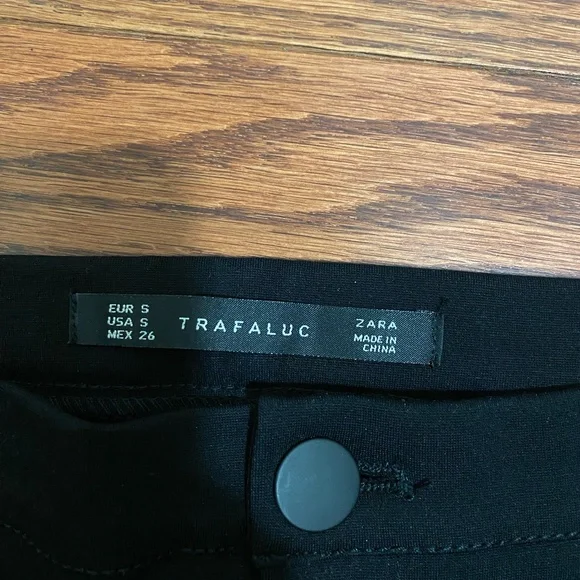 EUR S
USA S
MEX 26
TRAFALUC
ZARA
MADE IN
CHINA